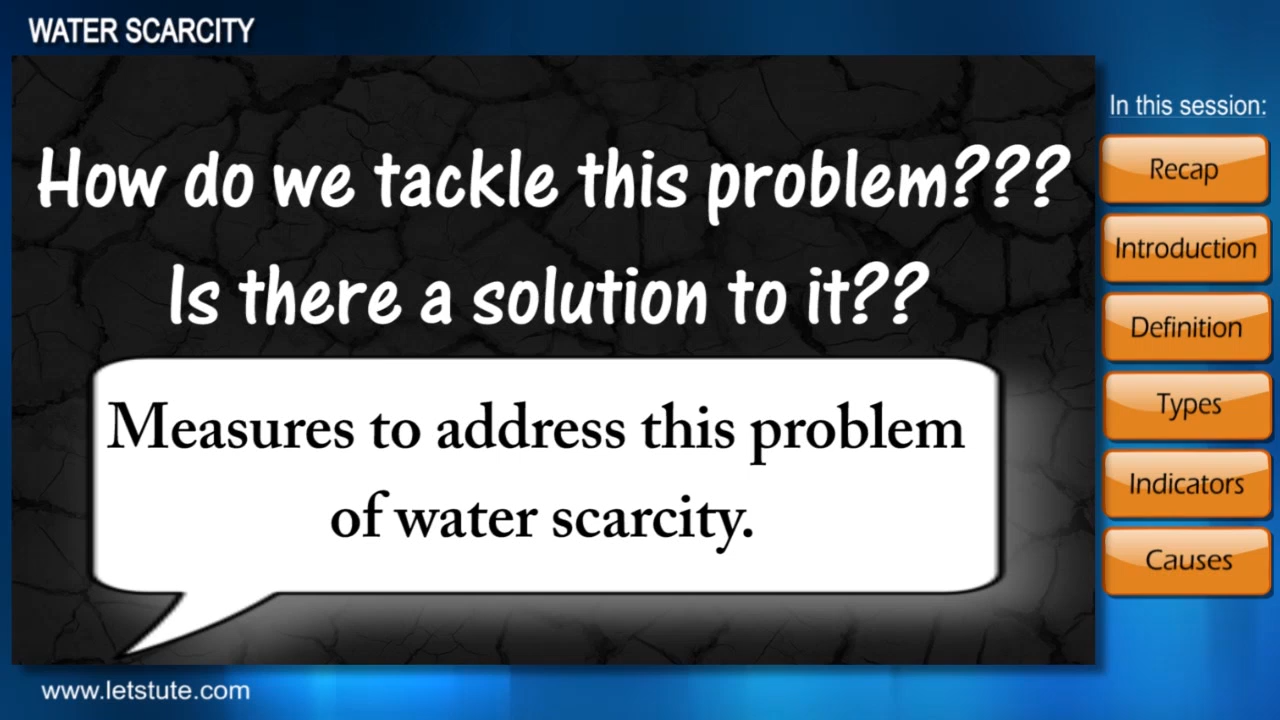 WATER SCARCITY
How do we tackle this problem???
Is there a solution to it??
Measures to address this problem
of water scarcity.
In this session:
Recap
Introduction
Definition
Types
Indicators
Causes
www.letstute.com